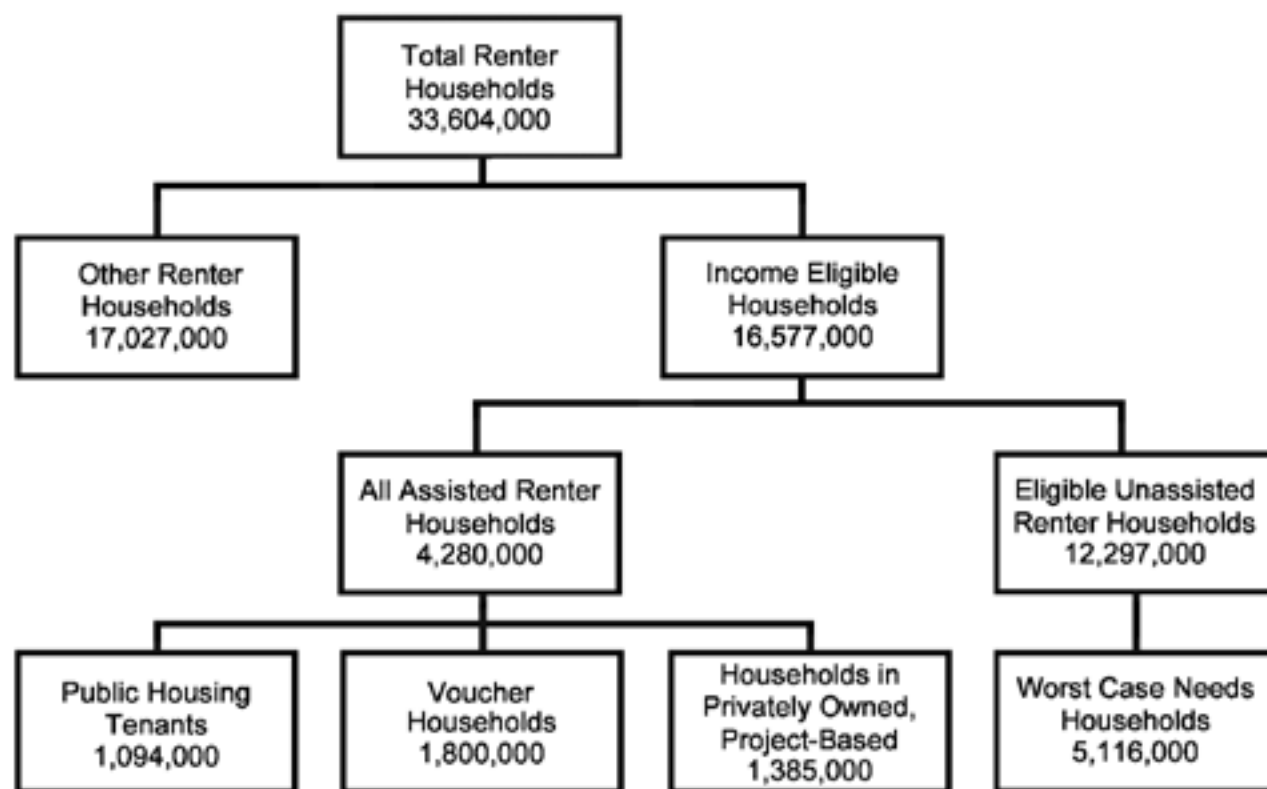 Total Renter
Households
33,604,000
Other Renter
Households
17,027,000
Income Eligible
Households
16,577,000
All Assisted Renter
Households
4,280,000
Eligible Unassisted
Renter Households
12,297,000
Public Housing
Tenants
1,094,000
Voucher
Households
1,800,000
Households in
Privately Owned,
Project-Based
1,385,000
Worst Case Needs
Households
5,116,000